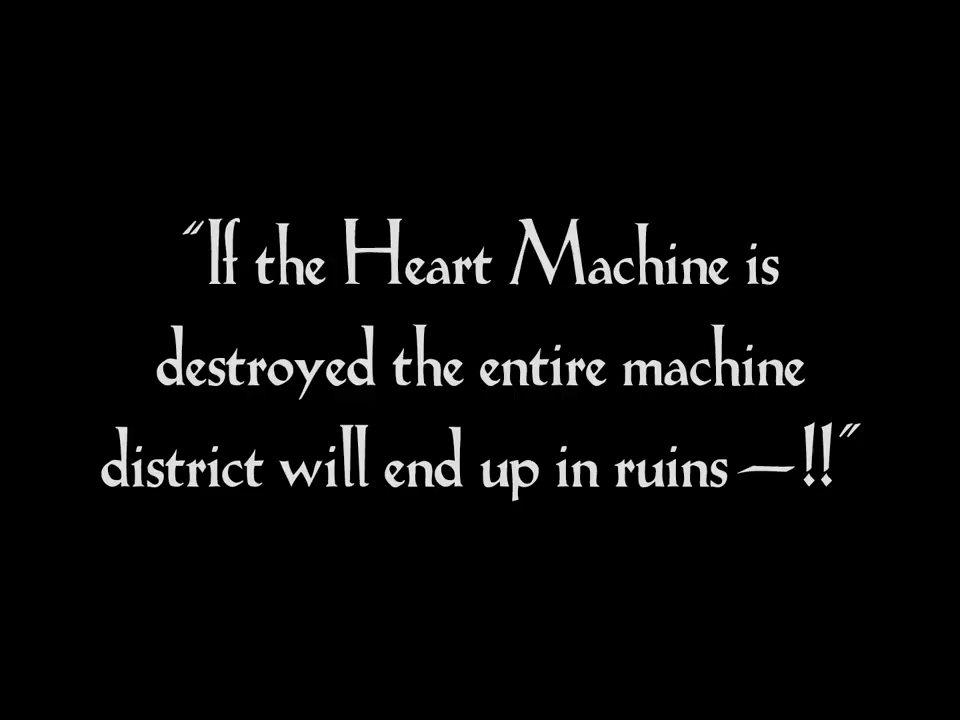 "If the Heart Machine is
destroyed the entire machine
district will end up in ruins—!!"